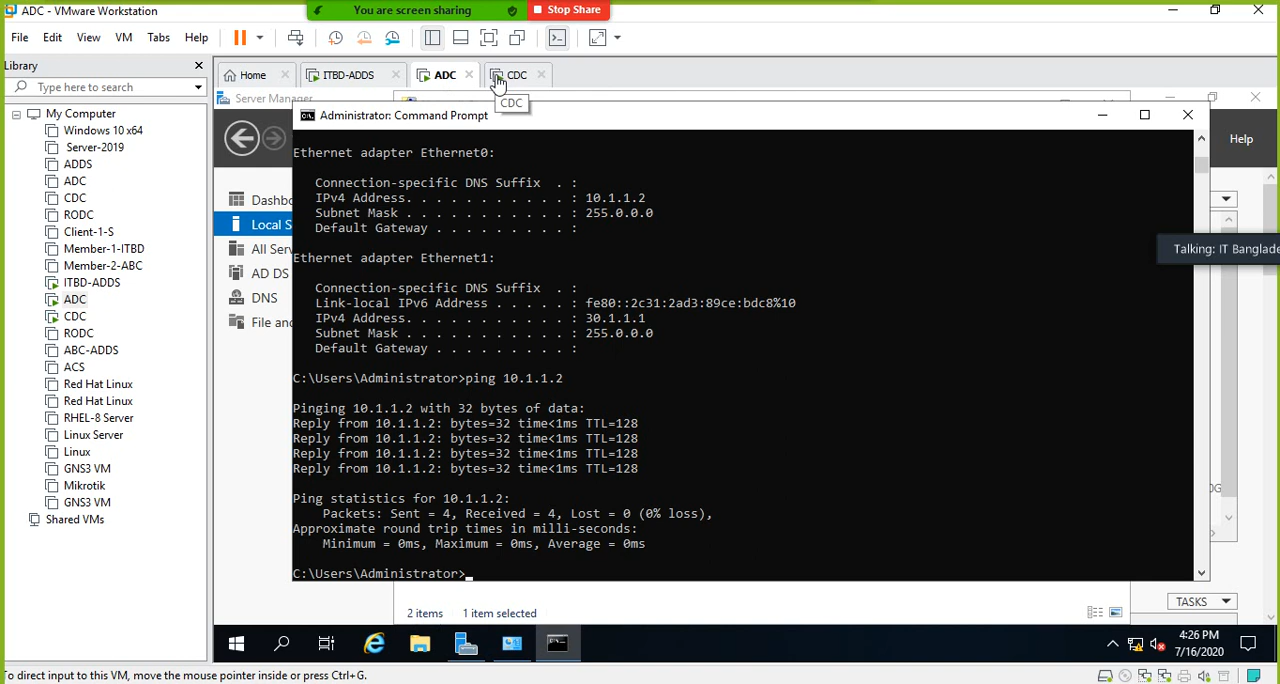 ADC - VMware Workstation
You are screen sharing
Stop Share
File Edit View VM Tabs Help
Library
Type here to search
My Computer
Windows 10 x64
Server-2019
ADDS
ADC
CDC
RODC
Client-1-S
Member-1-ITBD
Member-2-ABC
ITBD-ADDS
ADC
CDC
RODC
ABC-ADDS
ACS
Red Hat Linux
Red Hat Linux
RHEL-8 Server
Linux Server
Linux
GNS3 VM
Mikrotik
GNS3 VM
Shared VMs
Home ITBD-ADDS ADC CDC
CDC
Server Manager
Help
Dashbo
Local S
All Serv
AD DS
DNS
File and
Administrator: Command Prompt
Ethernet adapter Ethernet0:
Connection-specific DNS Suffix . :
IPv4 Address. . . . . . . . . . . : 10.1.1.2
Subnet Mask . . . . . . . . . . . : 255.0.0.0
Default Gateway . . . . . . . . . :
Ethernet adapter Ethernet1:
Connection-specific DNS Suffix . :
Link-local IPv6 Address . . . . . : fe80::2c31:2ad3:89ce:bdc8%10
IPv4 Address. . . . . . . . . . . : 30.1.1.1
Subnet Mask . . . . . . . . . . . : 255.0.0.0
Default Gateway . . . . . . . . . :
C:\Users\Administrator>ping 10.1.1.2
Pinging 10.1.1.2 with 32 bytes of data:
Reply from 10.1.1.2: bytes=32 time<1ms TTL=128
Reply from 10.1.1.2: bytes=32 time<1ms TTL=128
Reply from 10.1.1.2: bytes=32 time<1ms TTL=128
Reply from 10.1.1.2: bytes=32 time<1ms TTL=128
Ping statistics for 10.1.1.2:
Packets: Sent = 4, Received = 4, Lost = 0 (0% loss),
Approximate round trip times in milli-seconds:
Minimum = 0ms, Maximum = 0ms, Average = 0ms
C:\Users\Administrator>
Talking: IT Banglade
TASKS
2 items 1 item selected
4:26 PM
7/16/2020
To direct input to this VM, move the mouse pointer inside or press Ctrl+G.